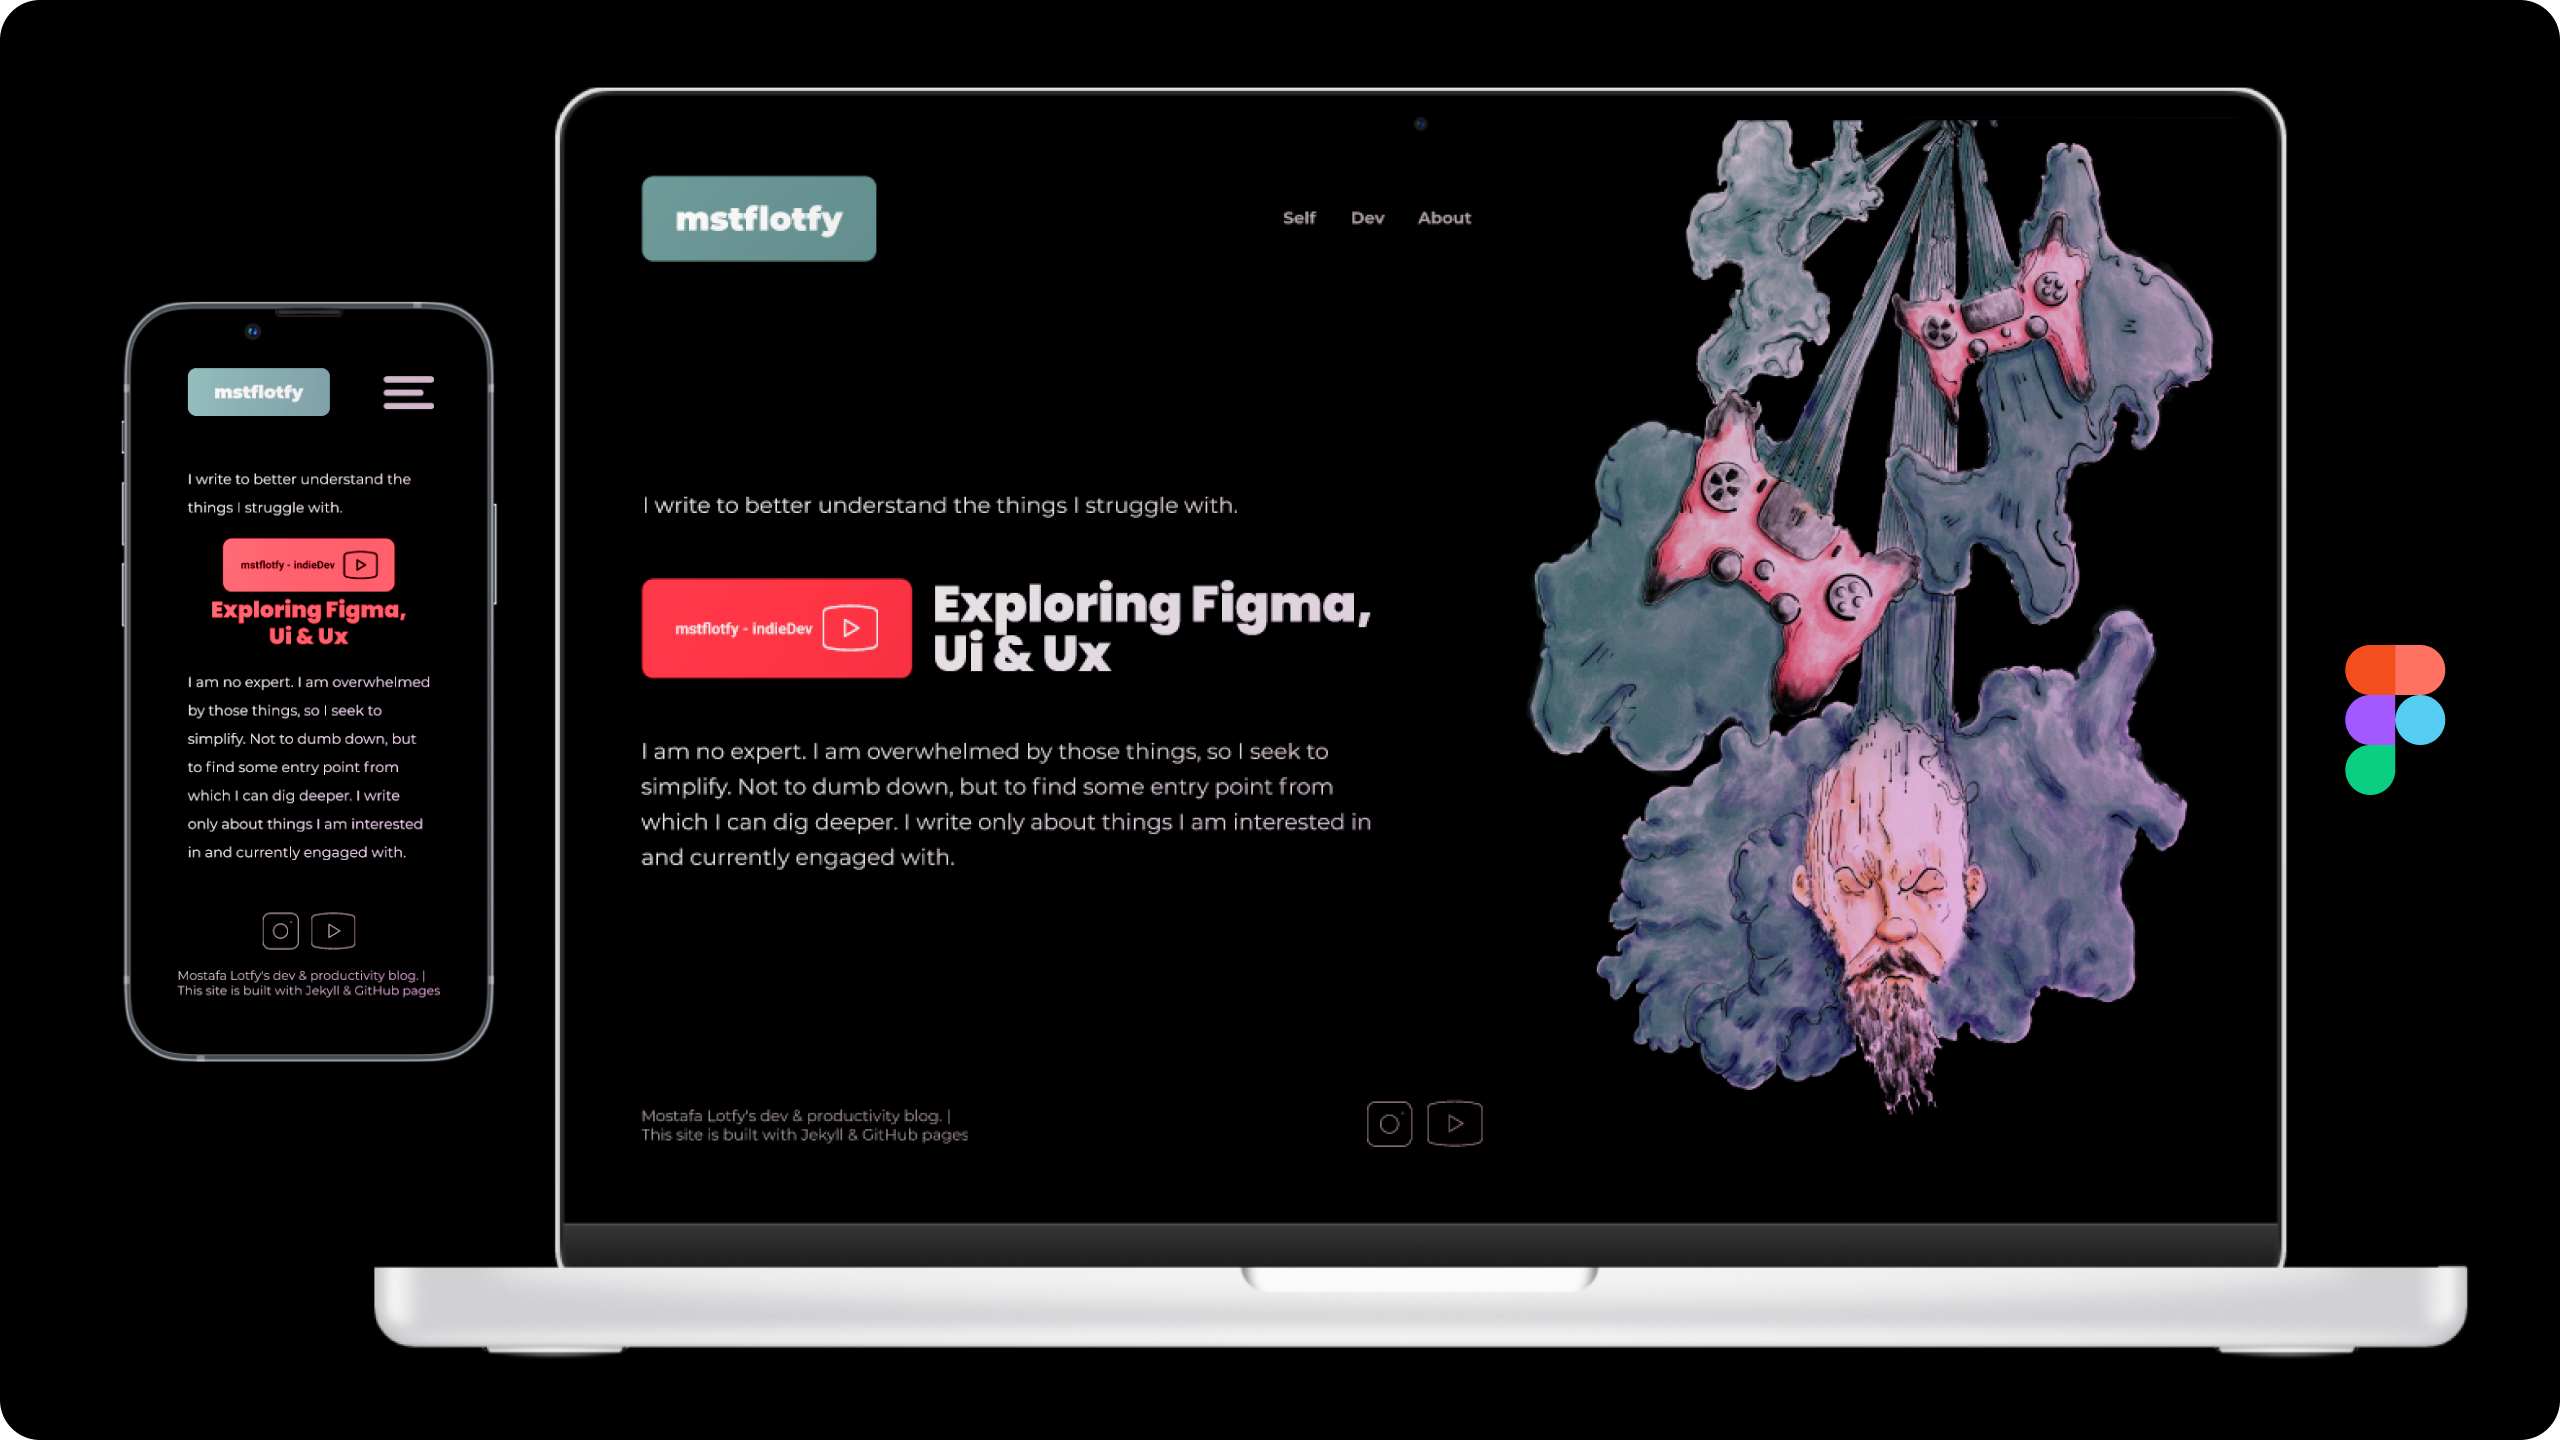 mstflotfy
I write to better understand the
things I struggle with.
mstflotfy - indieDev
Exploring Figma,
Ui & Ux
I am no expert. I am overwhelmed
by those things, so I seek to
simplify. Not to dumb down, but
to find some entry point from
which I can dig deeper. I write
only about things I am interested
in and currently engaged with.
Mostafa Lotfy's dev & productivity blog. |
This site is built with Jekyll & GitHub pages
mstflotfy
Self Dev About
I write to better understand the things I struggle with.
mstflotfy - indieDev
Exploring Figma,
Ui & Ux
I am no expert. I am overwhelmed by those things, so I seek to
simplify. Not to dumb down, but to find some entry point from
which I can dig deeper. I write only about things I am interested in
and currently engaged with.
Mostafa Lotfy's dev & productivity blog. |
This site is built with Jekyll & GitHub pages